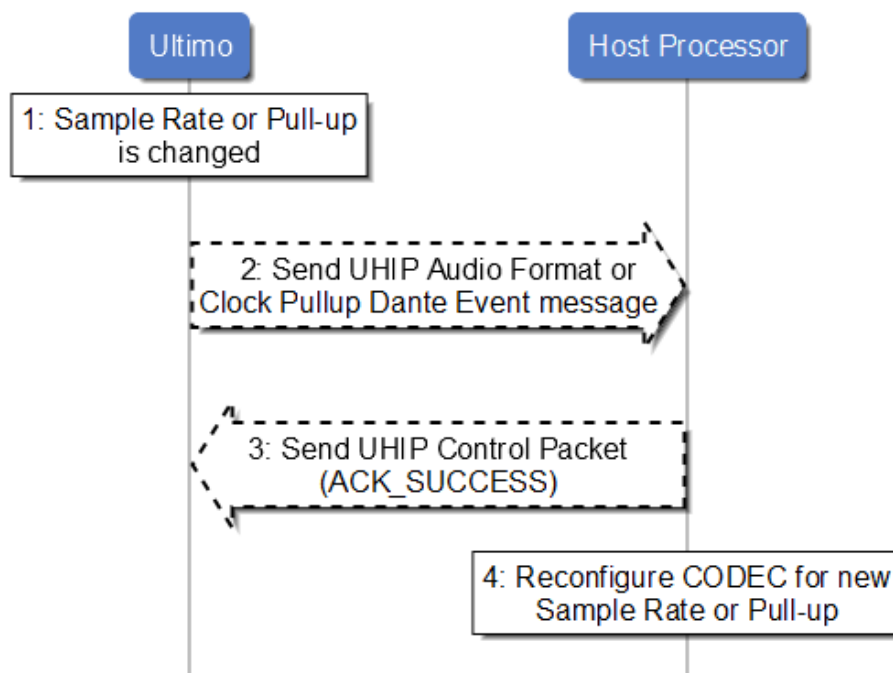 Ultimo
Host Processor
1: Sample Rate or Pull-up
is changed
2: Send UHIP Audio Format or
Clock Pullup Dante Event message
3: Send UHIP Control Packet
(ACK_SUCCESS)
4: Reconfigure CODEC for new
Sample Rate or Pull-up